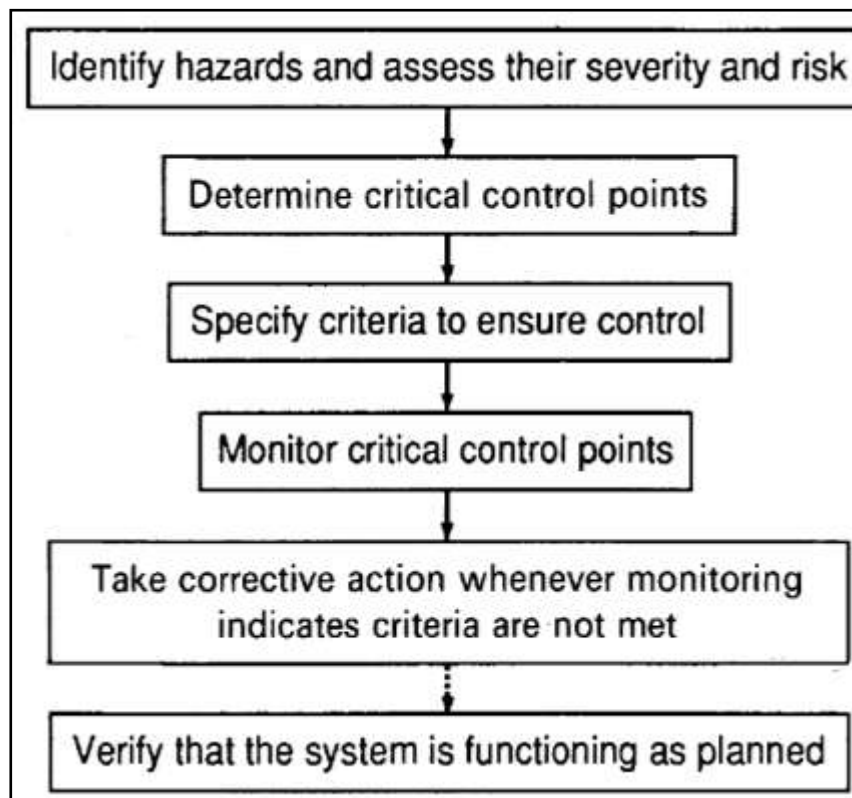 Identify hazards and assess their severity and risk
Determine critical control points
Specify criteria to ensure control
Monitor critical control points
Take corrective action whenever monitoring
indicates criteria are not met
Verify that the system is functioning as planned